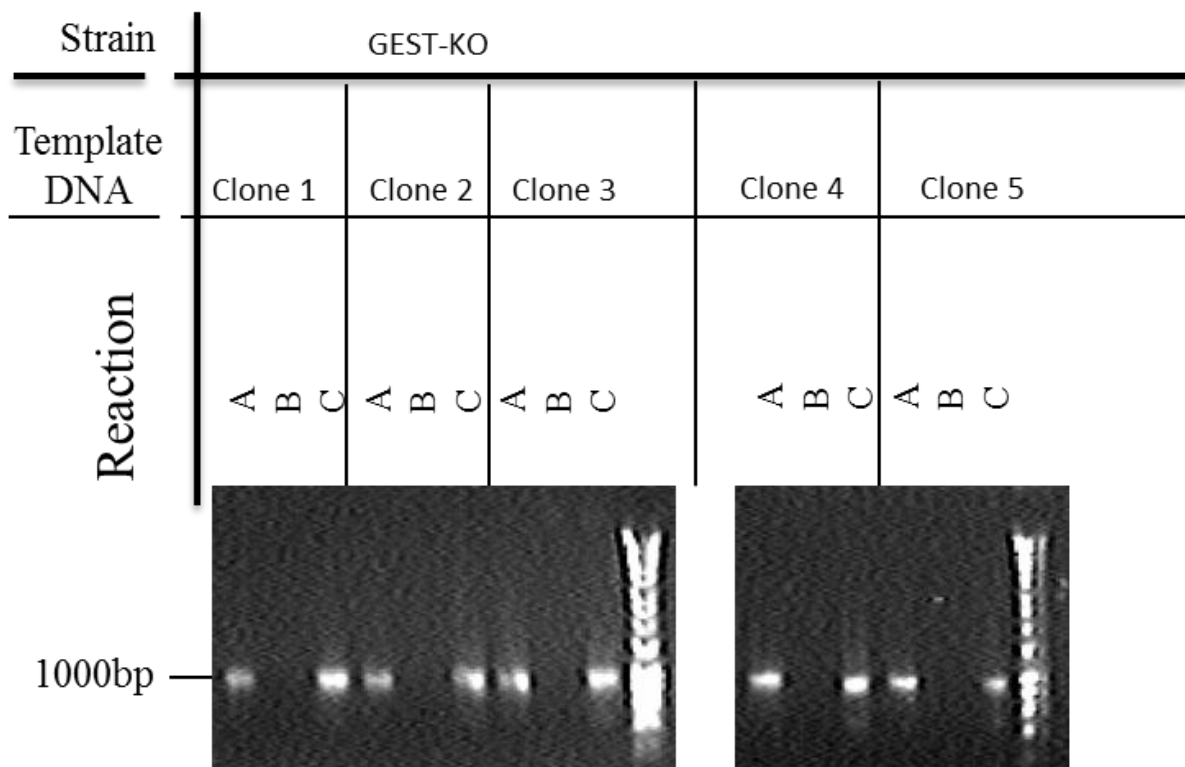 Strain
GEST-KO
Template
DNA
Clone 1
Clone 2
Clone 3
Clone 4
Clone 5
Reaction
A B C A B C A B C A B C A B C
1000bp